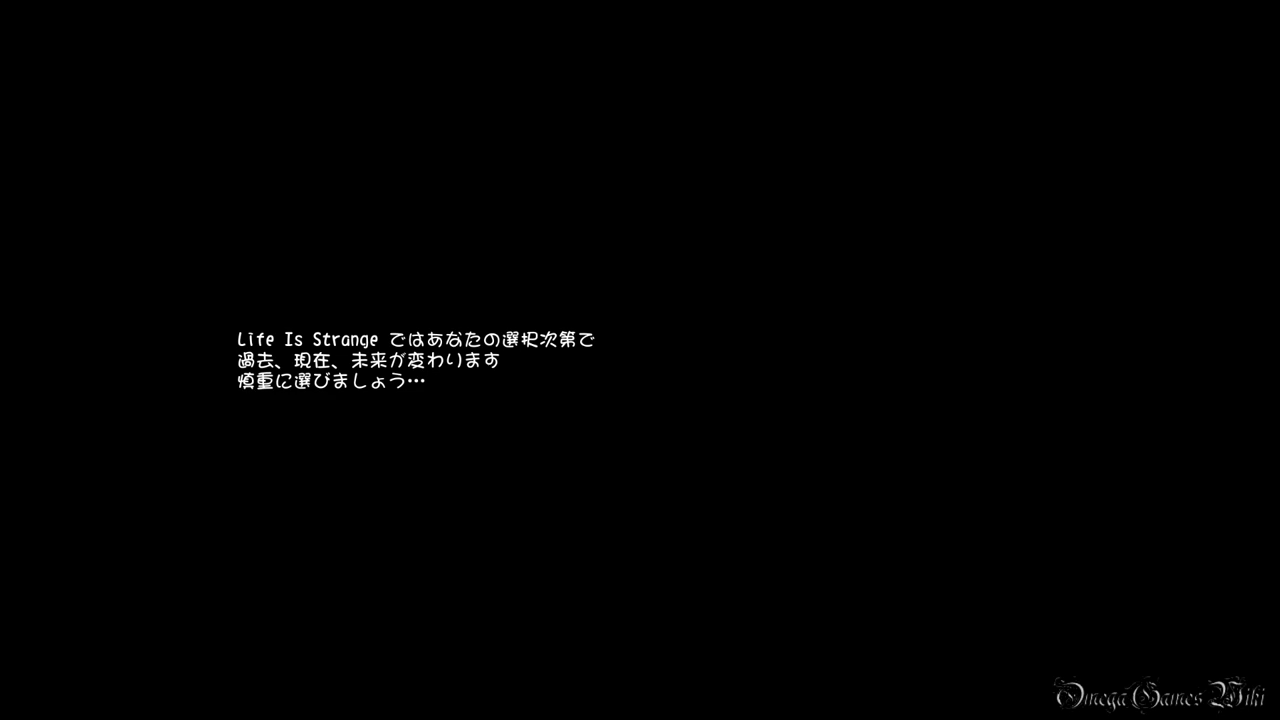 Life Is Strange ではあなたの選択次第で
過去、現在、未来が変わります
慎重に選びましょう…
Omega Games Wiki